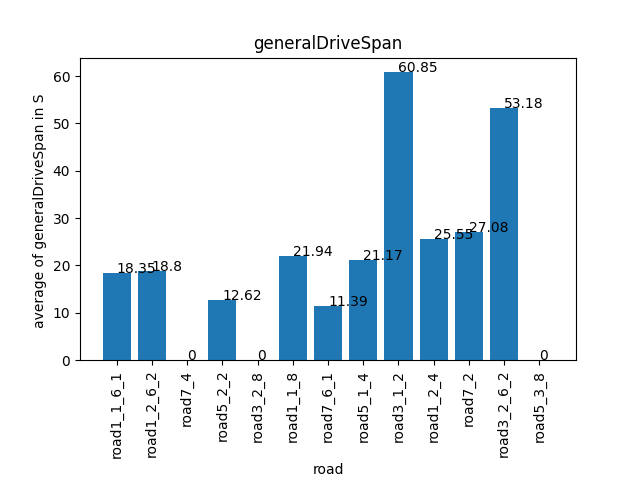 generalDriveSpan
average of generalDriveSpan in S
60
50
40
30
20
10
0
18.35
18.8
0
12.62
0
21.94
11.39
21.17
60.85
25.55
27.08
53.18
0
road1_1_6_1
road1_2_6_2
road7_4
road5_2_2
road3_2_8
road1_1_8
road7_6_1
road5_1_4
road3_1_2
road1_2_4
road7_2
road3_2_6_2
road5_3_8
road